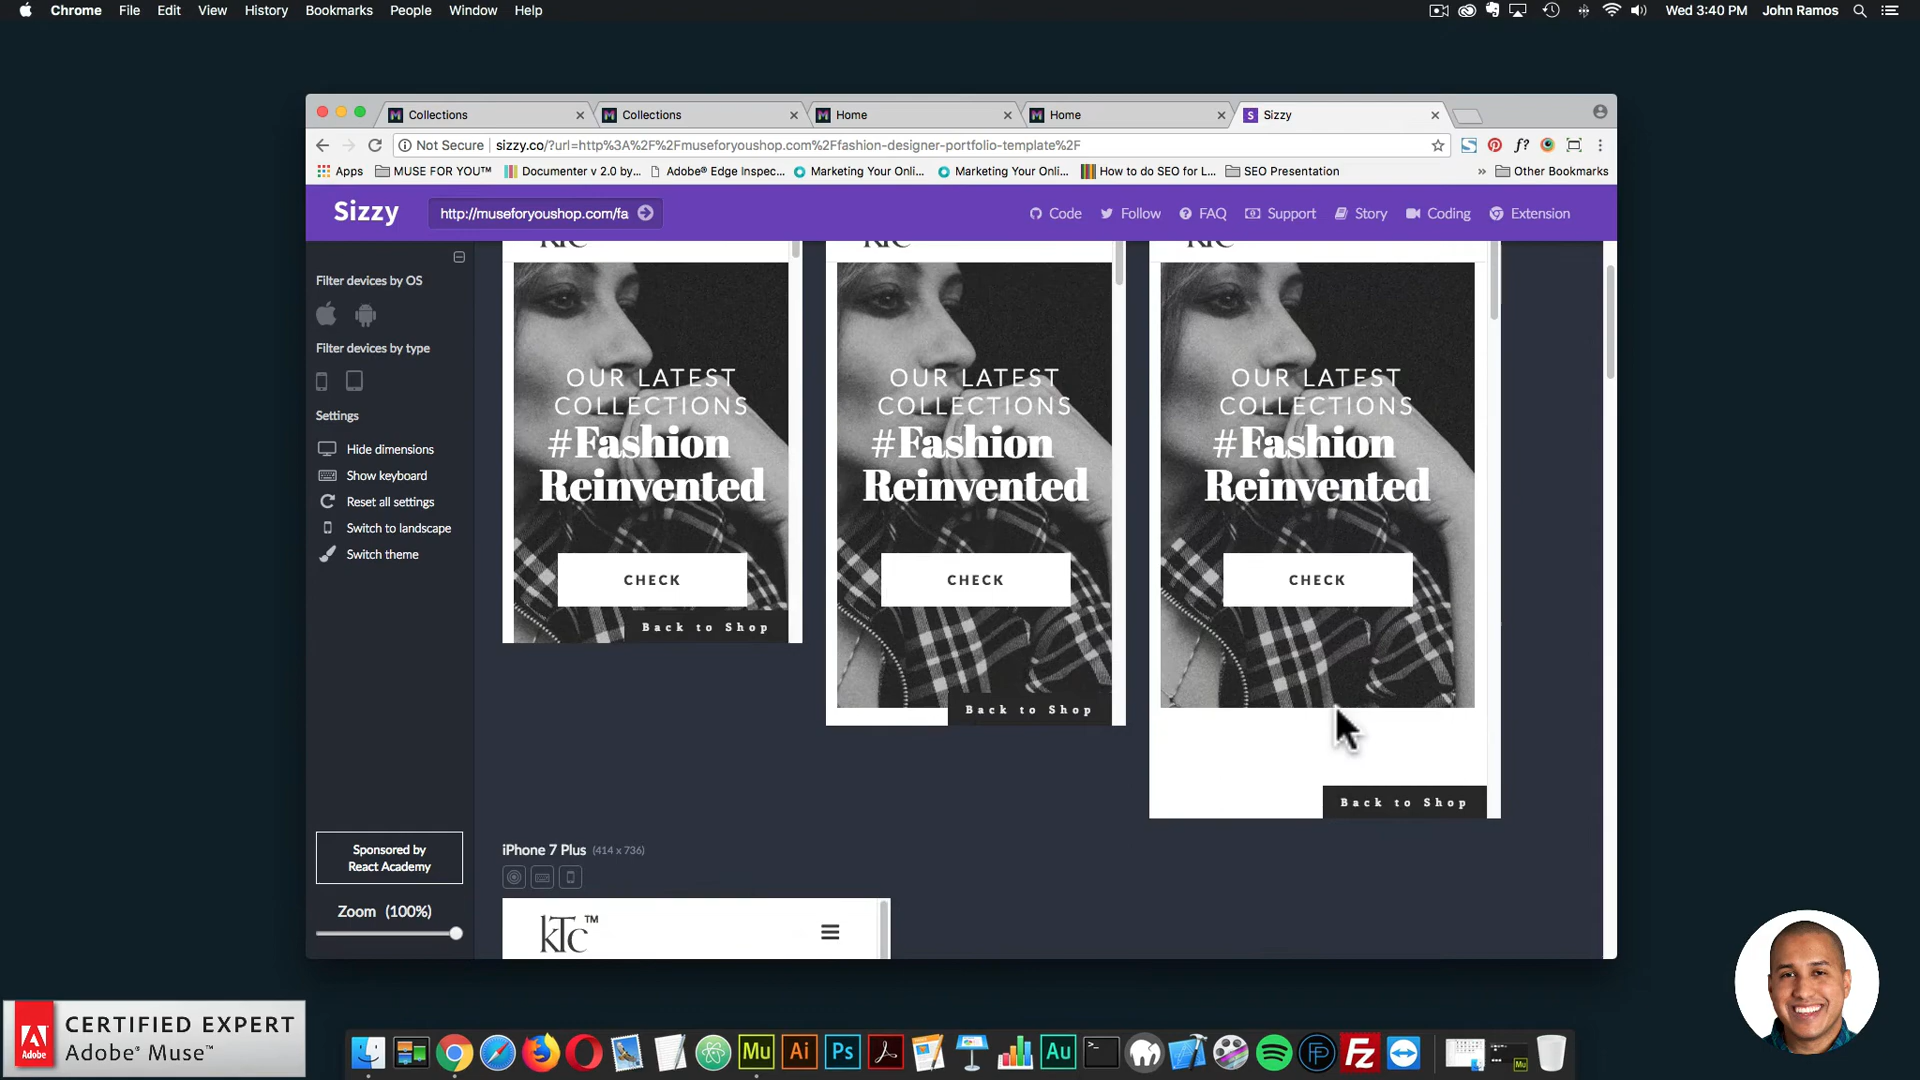 Chrome File Edit View History Bookmarks People Window Help
Wed 3:40 PM John Ramos
Collections
Collections
Home
Home
Sizzy
Not Secure sizzy.co/?url=http%3A%2F%2Fmuseforyoushop.com%2Ffashion-designer-portfolio-template%2F
Apps MUSE FOR YOU™ Documenter v 2.0 by... Adobe® Edge Inspec... Marketing Your Onli... Marketing Your Onli... How to do SEO for L... SEO Presentation » Other Bookmarks
Sizzy http://museforyoushop.com/fa Code Follow FAQ Support Story Coding Extension
Filter devices by OS
Filter devices by type
Settings
Hide dimensions
Show keyboard
Reset all settings
Switch to landscape
Switch theme
Sponsored by
React Academy
Zoom (100%)
OUR LATEST
COLLECTIONS
#Fashion
Reinvented
CHECK
Back to Shop
OUR LATEST
COLLECTIONS
#Fashion
Reinvented
CHECK
Back to Shop
OUR LATEST
COLLECTIONS
#Fashion
Reinvented
CHECK
Back to Shop
iPhone 7 Plus (414 x 736)
kTc™
Adobe
CERTIFIED EXPERT
Adobe® Muse™
Mu Ai Ps Au FP Fz